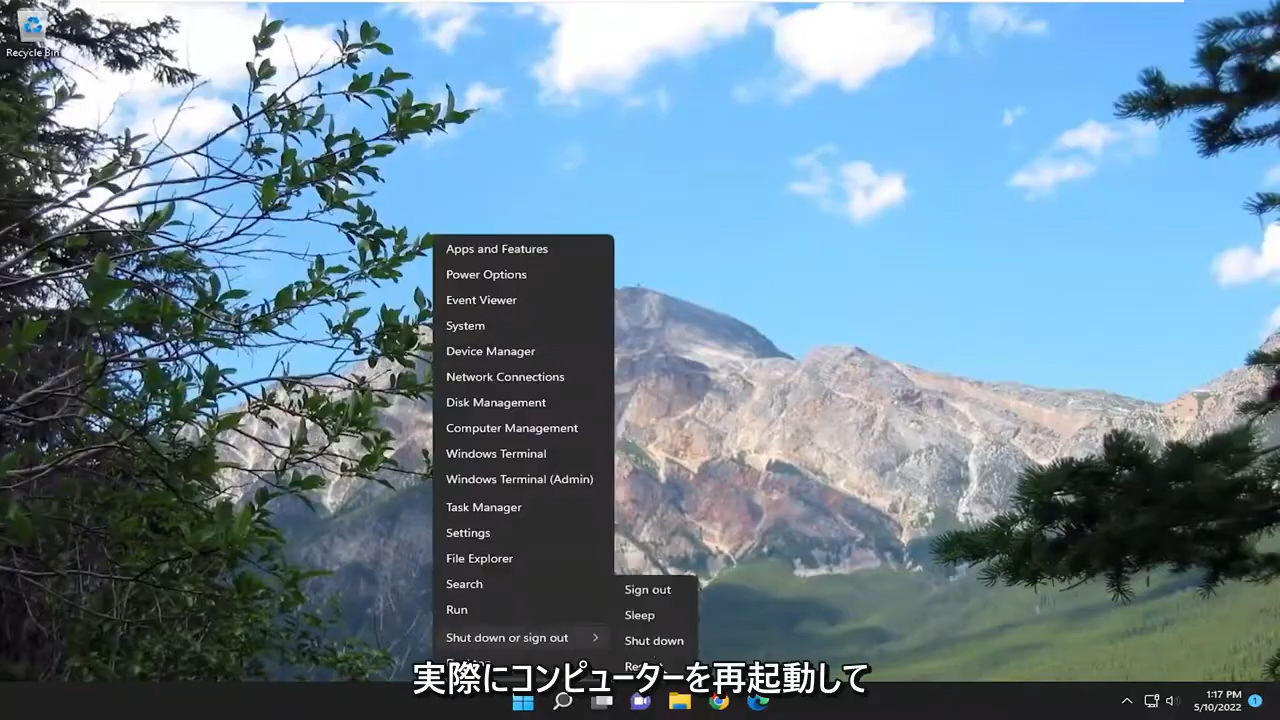 Recycle Bin
Apps and Features
Power Options
Event Viewer
System
Device Manager
Network Connections
Disk Management
Computer Management
Windows Terminal
Windows Terminal (Admin)
Task Manager
Settings
File Explorer
Search
Run
Shut down or sign out
Sign out
Sleep
Shut down
実際にコンピューターを再起動して
1:17 PM
5/10/2022
1